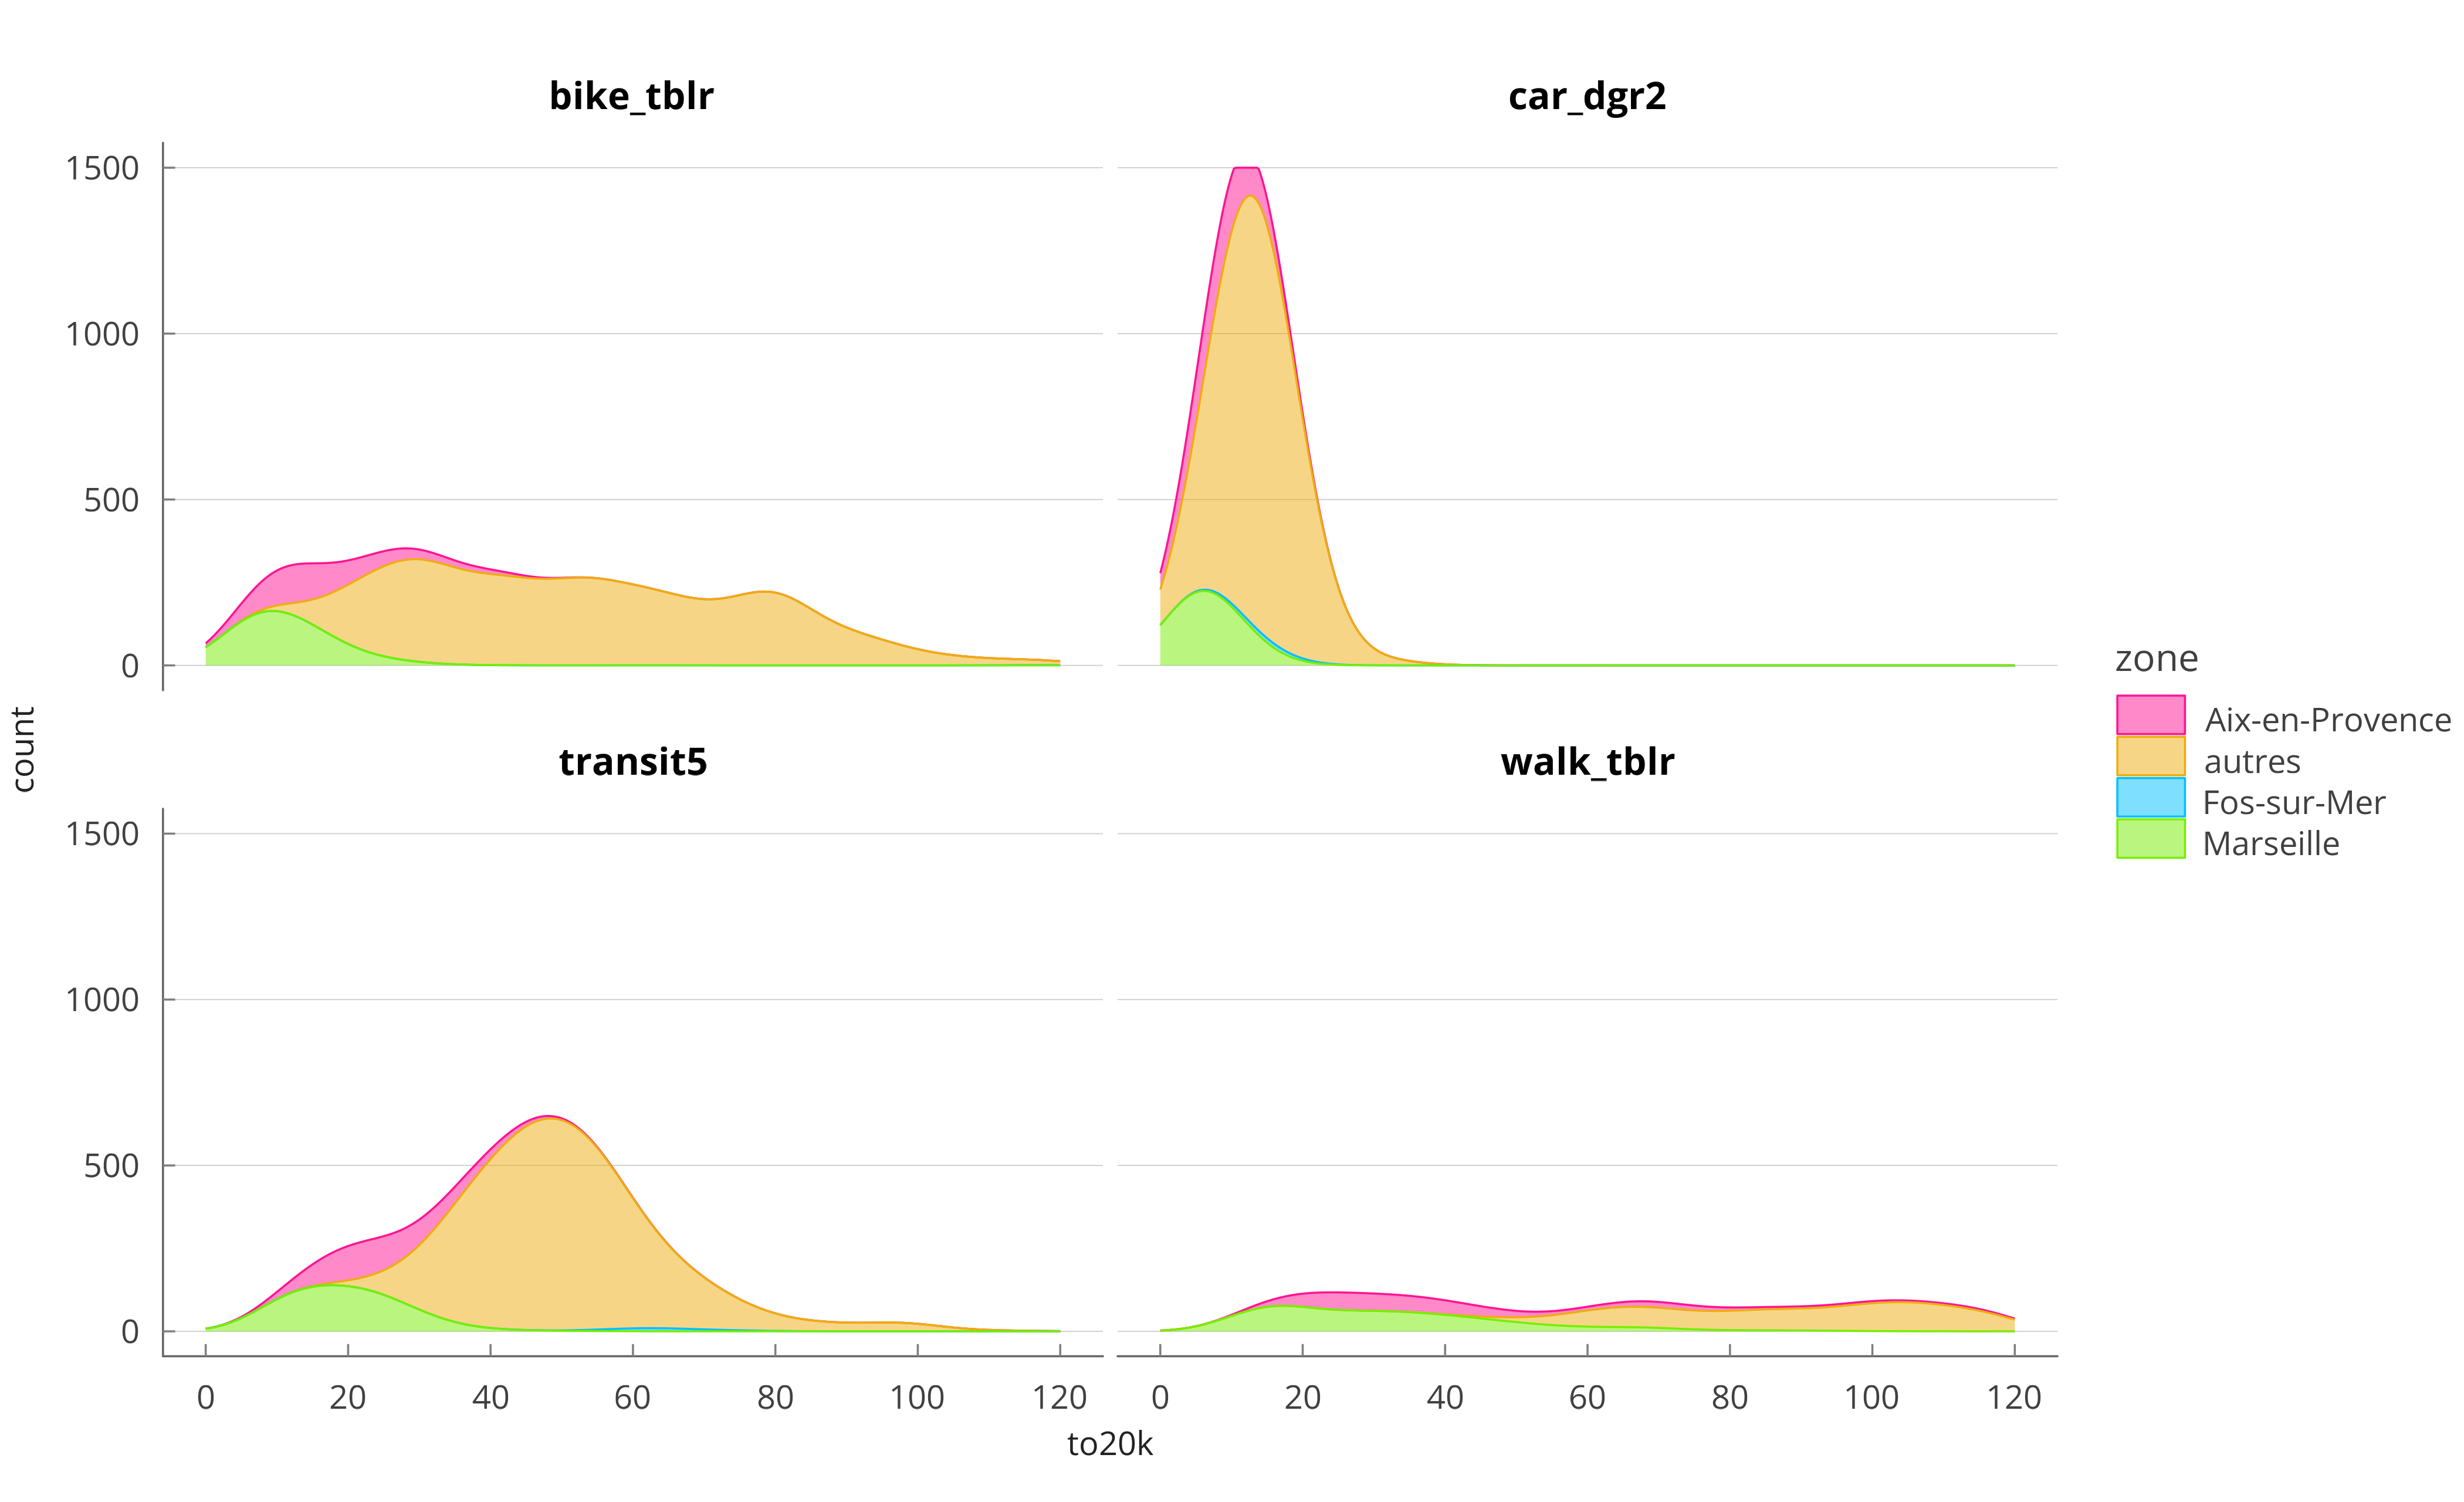 bike_tblr
car_dgr2
1500
1000
500
0
count
transit5
walk_tblr
1500
1000
500
0
0 20 40 60 80 100 120
0 20 40 60 80 100 120
to20k
zone
Aix-en-Provence
autres
Fos-sur-Mer
Marseille